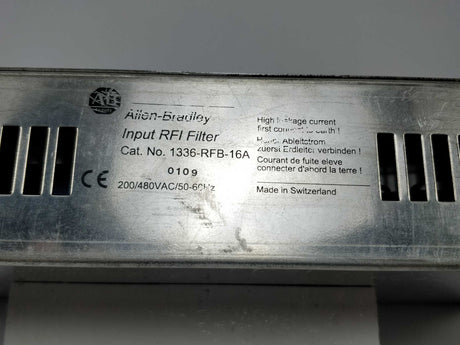 AB
Allen-Bradley
Input RFI Filter
Cat. No. 1336-RFB-16A
0109
CE
200/480VAC/50-60Hz
High leakage current
first connect to earth !
Hoher Ableitstrom
zuerst Erdleiter verbinden !
Courant de fuite eleve
connecter d'abord la terre !
Made in Switzerland